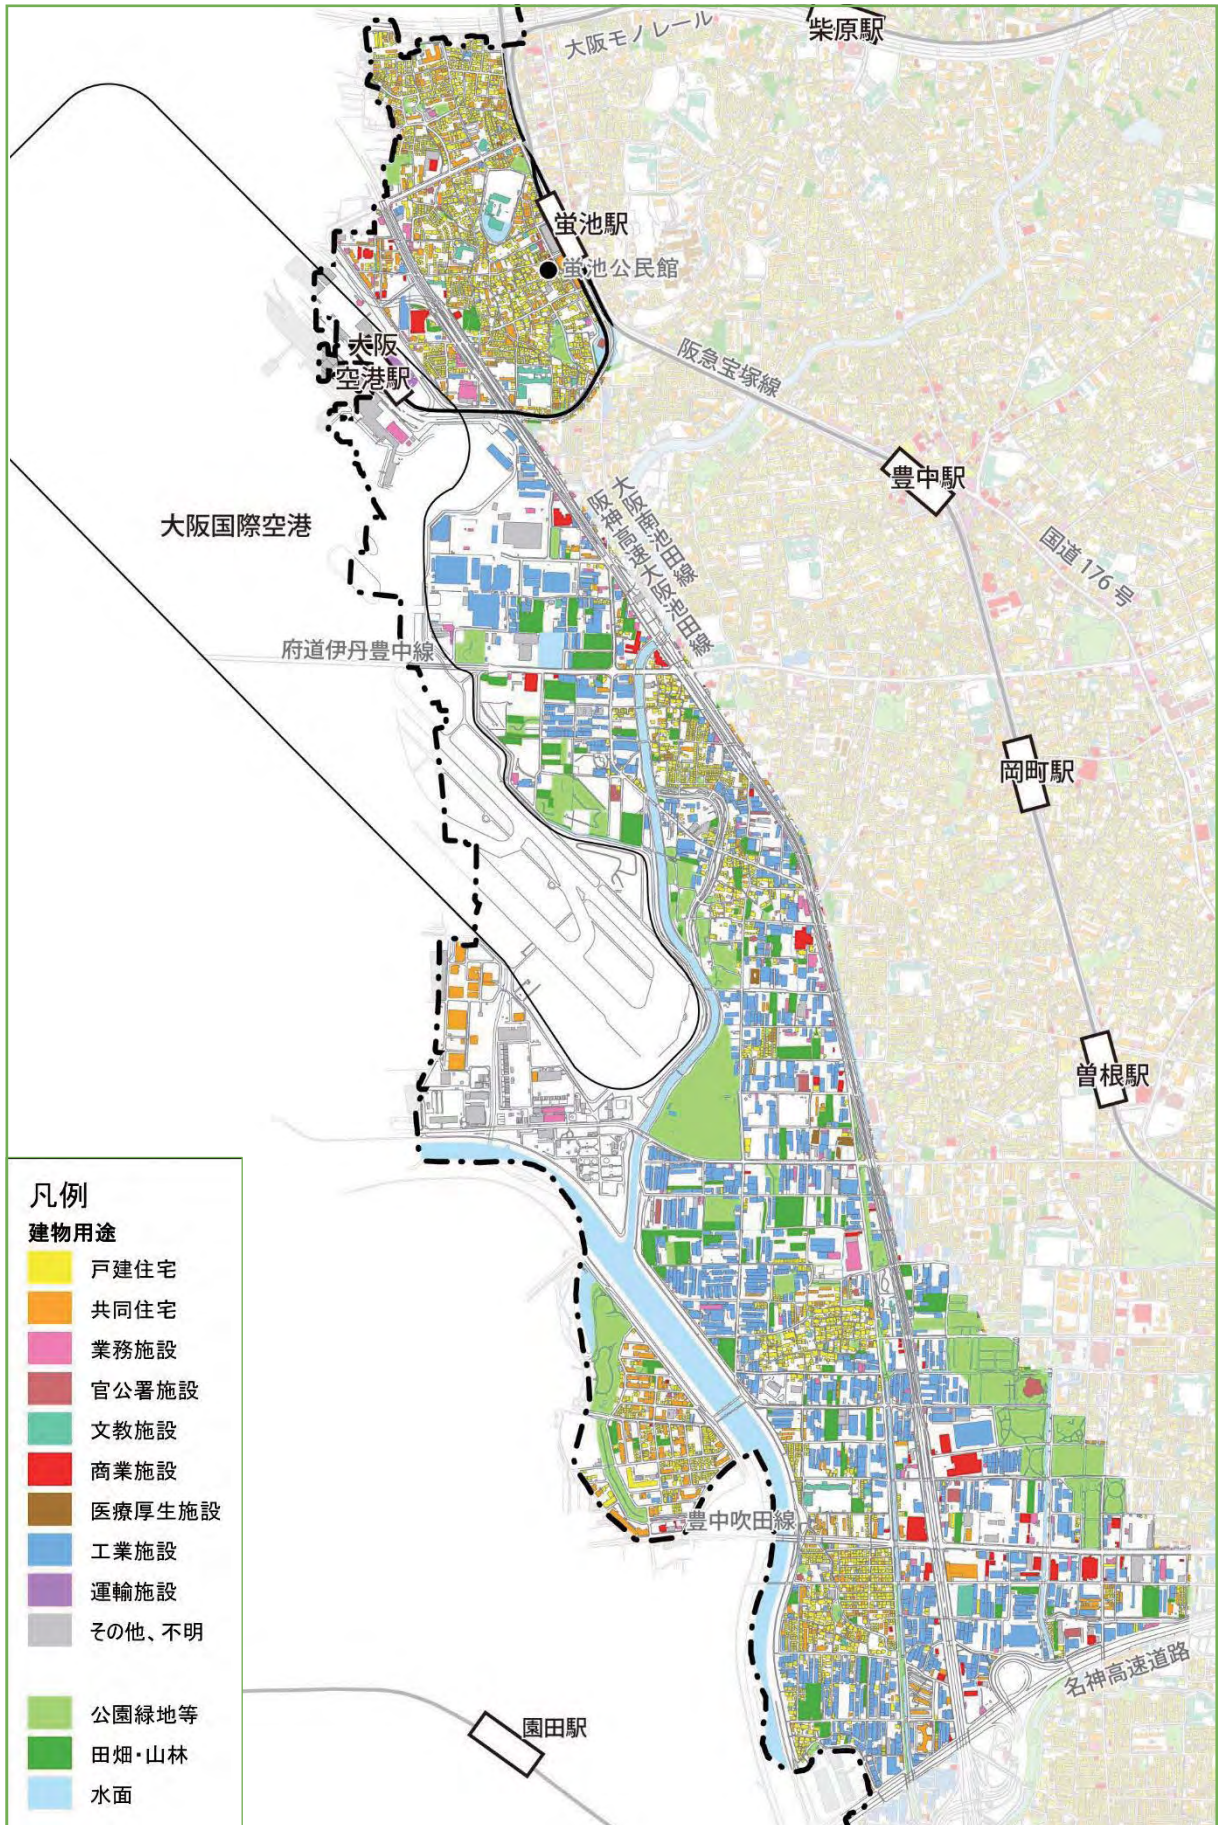 大阪モノレール
柴原駅
蛍池駅
蛍池公民館
大阪
空港駅
阪急宝塚線
豊中駅
大阪国際空港
大阪南池田線
阪神高速大阪池田線
国道176号
府道伊丹豊中線
岡町駅
曽根駅
豊中吹田線
名神高速道路
園田駅
凡例
建物用途
戸建住宅
共同住宅
業務施設
官公署施設
文教施設
商業施設
医療厚生施設
工業施設
運輸施設
その他、不明
公園緑地等
田畑・山林
水面